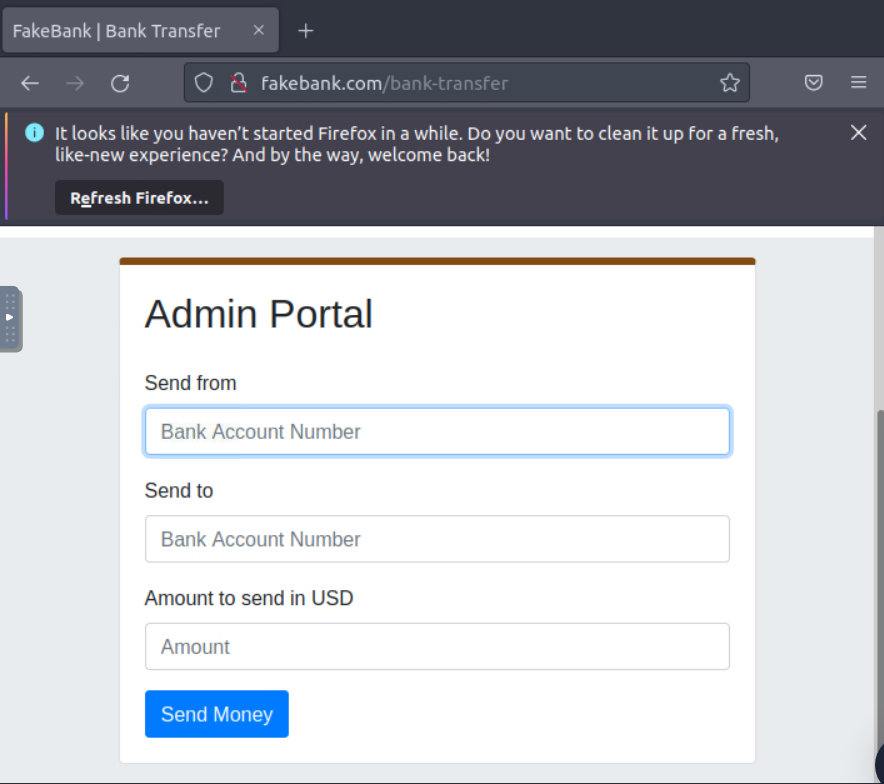 FakeBank | Bank Transfer
fakebank.com/bank-transfer
It looks like you haven't started Firefox in a while. Do you want to clean it up for a fresh,
like-new experience? And by the way, welcome back!
Refresh Firefox...
Admin Portal
Send from
Bank Account Number
Send to
Bank Account Number
Amount to send in USD
Amount
Send Money